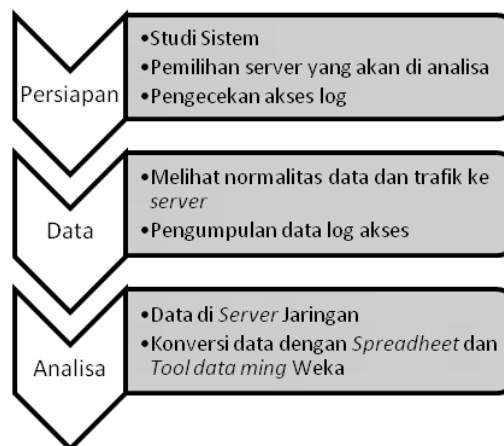 Persiapan
•Studi Sistem
•Pemilihan server yang akan di analisa
•Pengecekan akses log
Data
•Melihat normalitas data dan trafik ke
server
•Pengumpulan data log akses
Analisa
•Data di Server Jaringan
•Konversi data dengan Spreadheet dan
Tool data ming Weka